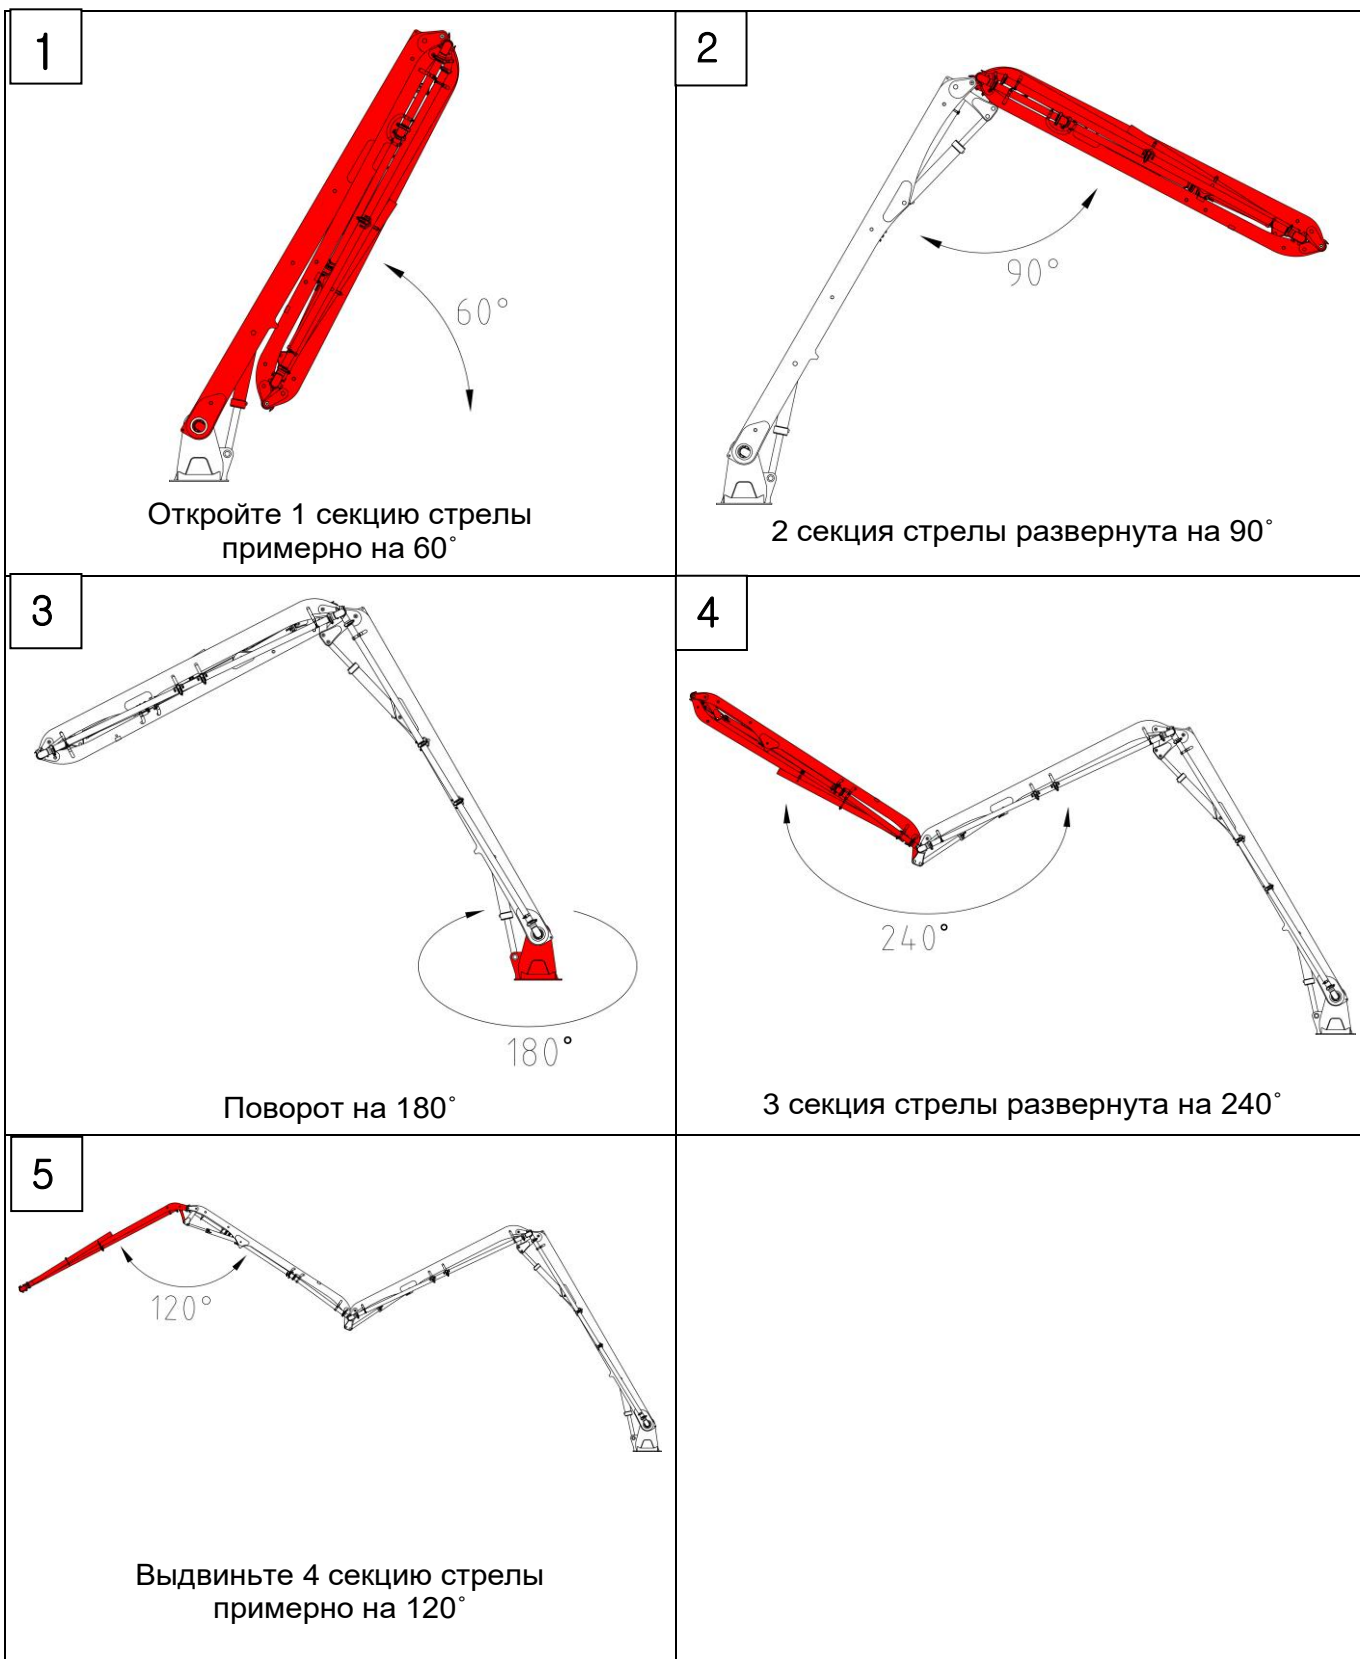 1
60°
Откройте 1 секцию стрелы
примерно на 60˚
2
90°
2 секция стрелы развернута на 90˚
3
180°
Поворот на 180˚
4
240°
3 секция стрелы развернута на 240˚
5
120°
Выдвиньте 4 секцию стрелы
примерно на 120˚